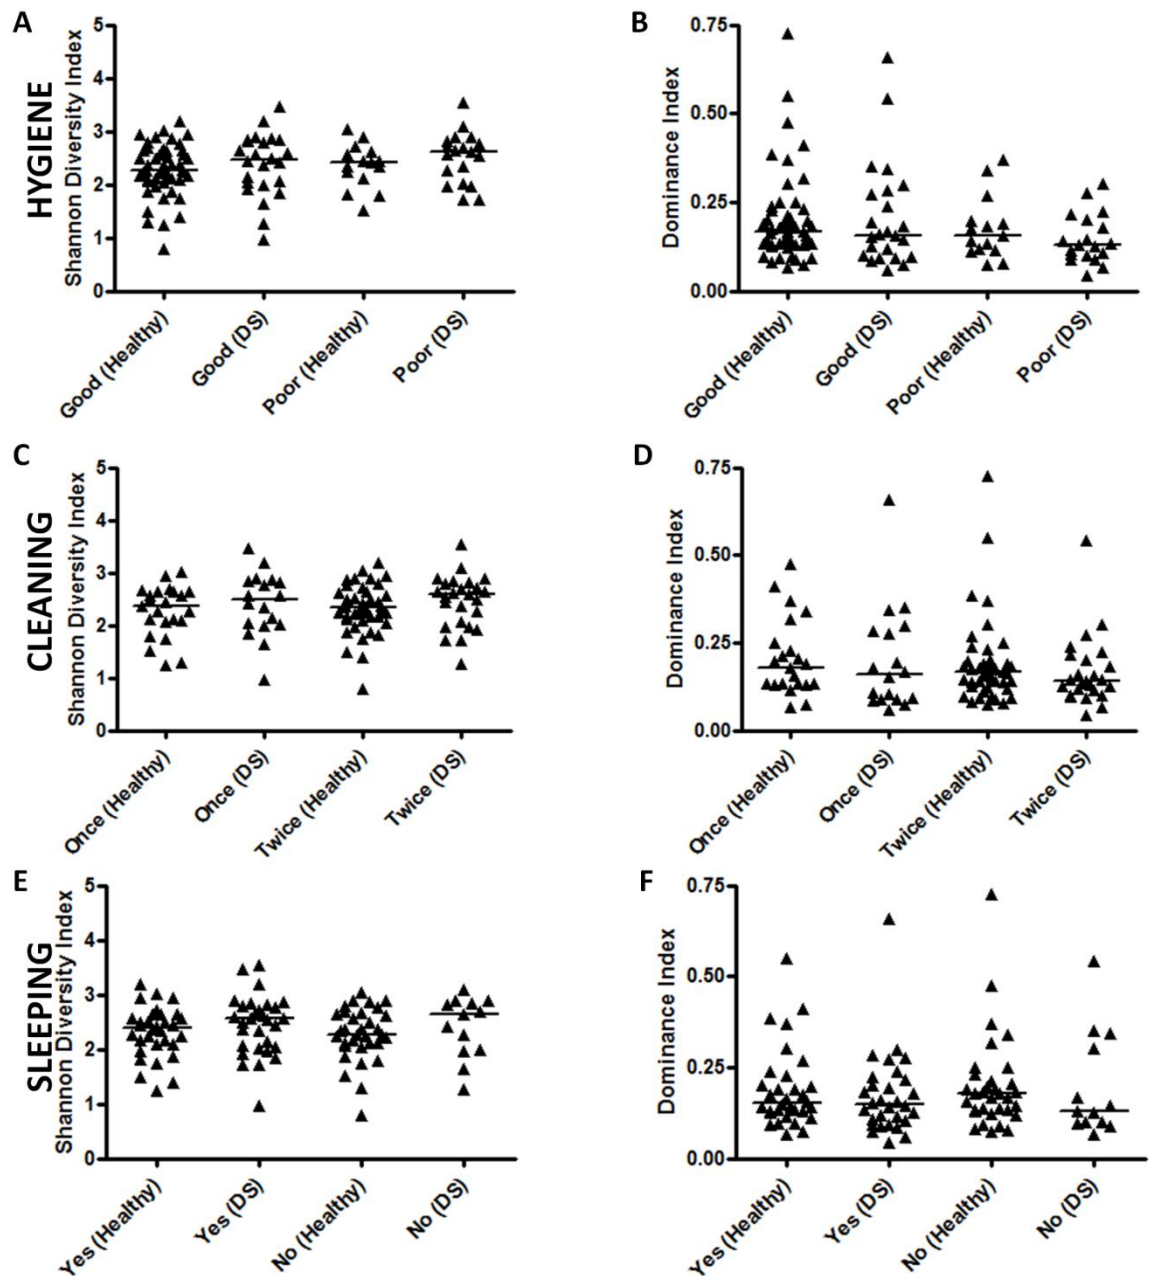 A
HYGIENE
Shannon Diversity Index
5
4
3
2
1
0
Good (Healthy)
Good (DS)
Poor (Healthy)
Poor (DS)
B
Dominance Index
0.75
0.50
0.25
0.00
Good (Healthy)
Good (DS)
Poor (Healthy)
Poor (DS)
C
CLEANING
Shannon Diversity Index
5
4
3
2
1
0
Once (Healthy)
Once (DS)
Twice (Healthy)
Twice (DS)
D
Dominance Index
0.75
0.50
0.25
0.00
Once (Healthy)
Once (DS)
Twice (Healthy)
Twice (DS)
E
SLEEPING
Shannon Diversity Index
5
4
3
2
1
0
Yes (Healthy)
Yes (DS)
No (Healthy)
No (DS)
F
Dominance Index
0.75
0.50
0.25
0.00
Yes (Healthy)
Yes (DS)
No (Healthy)
No (DS)